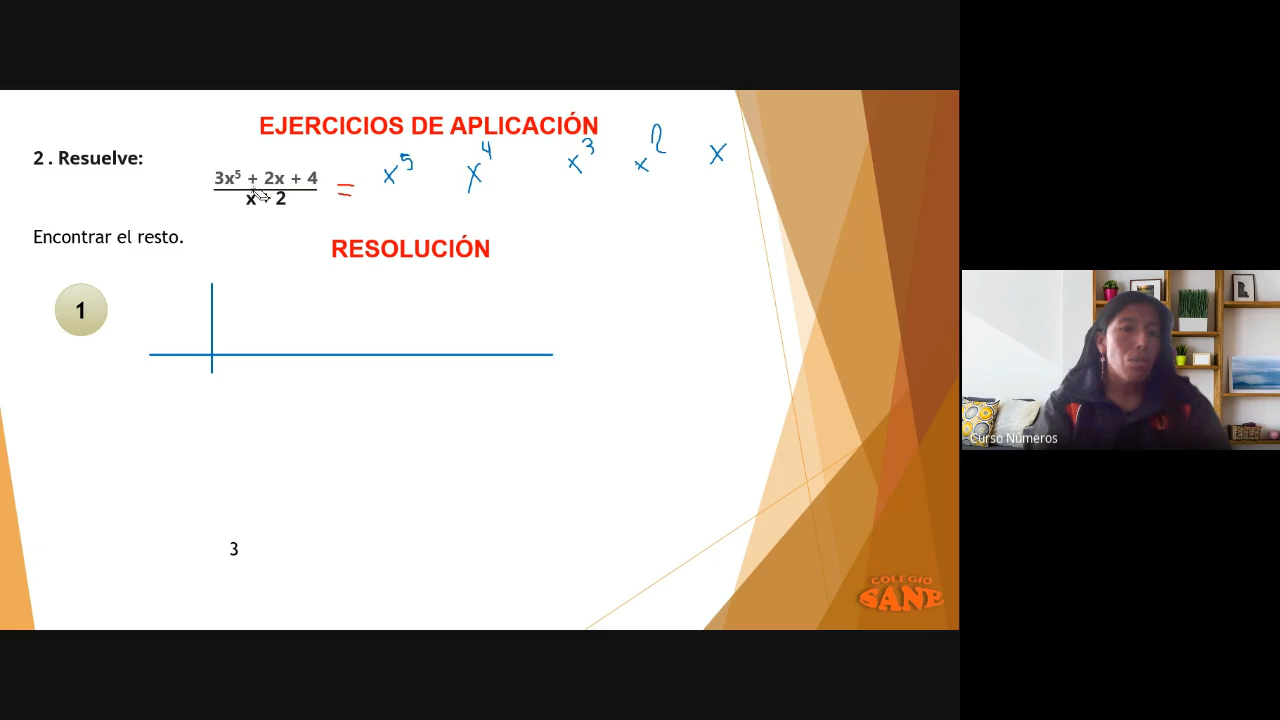 EJERCICIOS DE APLICACIÓN
2 . Resuelve:
x⁵ x⁴ x³ x² x
3x⁵ + 2x + 4
=
x - 2
Encontrar el resto.
RESOLUCIÓN
1
3
COLEGIO
SANE
Curso Números